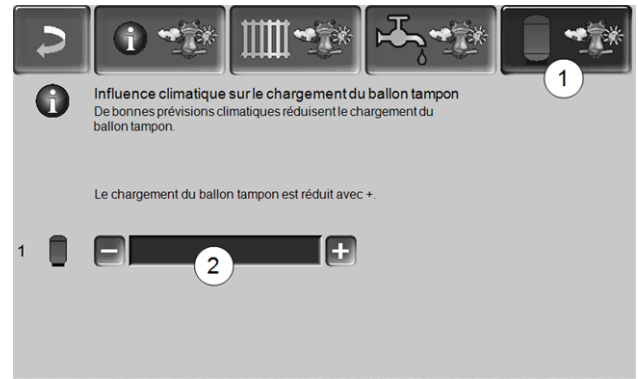 1
Influence climatique sur le chargement du ballon tampon
De bonnes prévisions climatiques réduisent le chargement du
ballon tampon.
Le chargement du ballon tampon est réduit avec +.
1
2